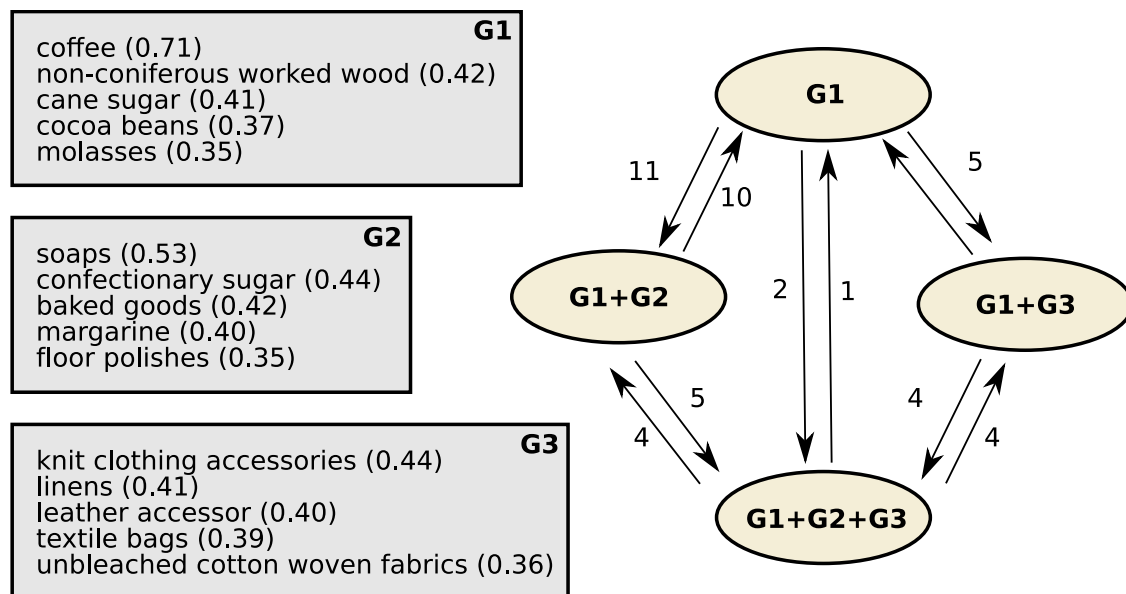 G1
coffee (0.71)
non-coniferous worked wood (0.42)
cane sugar (0.41)
cocoa beans (0.37)
molasses (0.35)
G2
soaps (0.53)
confectionary sugar (0.44)
baked goods (0.42)
margarine (0.40)
floor polishes (0.35)
G3
knit clothing accessories (0.44)
linens (0.41)
leather accessor (0.40)
textile bags (0.39)
unbleached cotton woven fabrics (0.36)
G1
11
10
5
G1+G2
2
1
G1+G3
5
4
4
4
G1+G2+G3